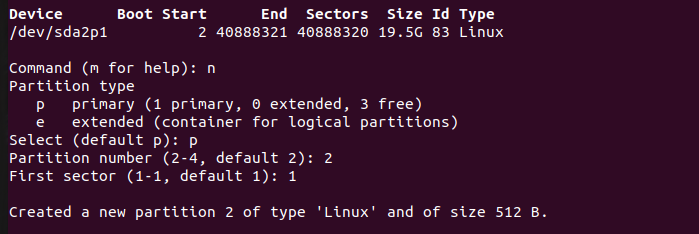 Device Boot Start End Sectors Size Id Type
/dev/sda2p1 2 40888321 40888320 19.5G 83 Linux
Command (m for help): n
Partition type
p primary (1 primary, 0 extended, 3 free)
e extended (container for logical partitions)
Select (default p): p
Partition number (2-4, default 2): 2
First sector (1-1, default 1): 1
Created a new partition 2 of type 'Linux' and of size 512 B.